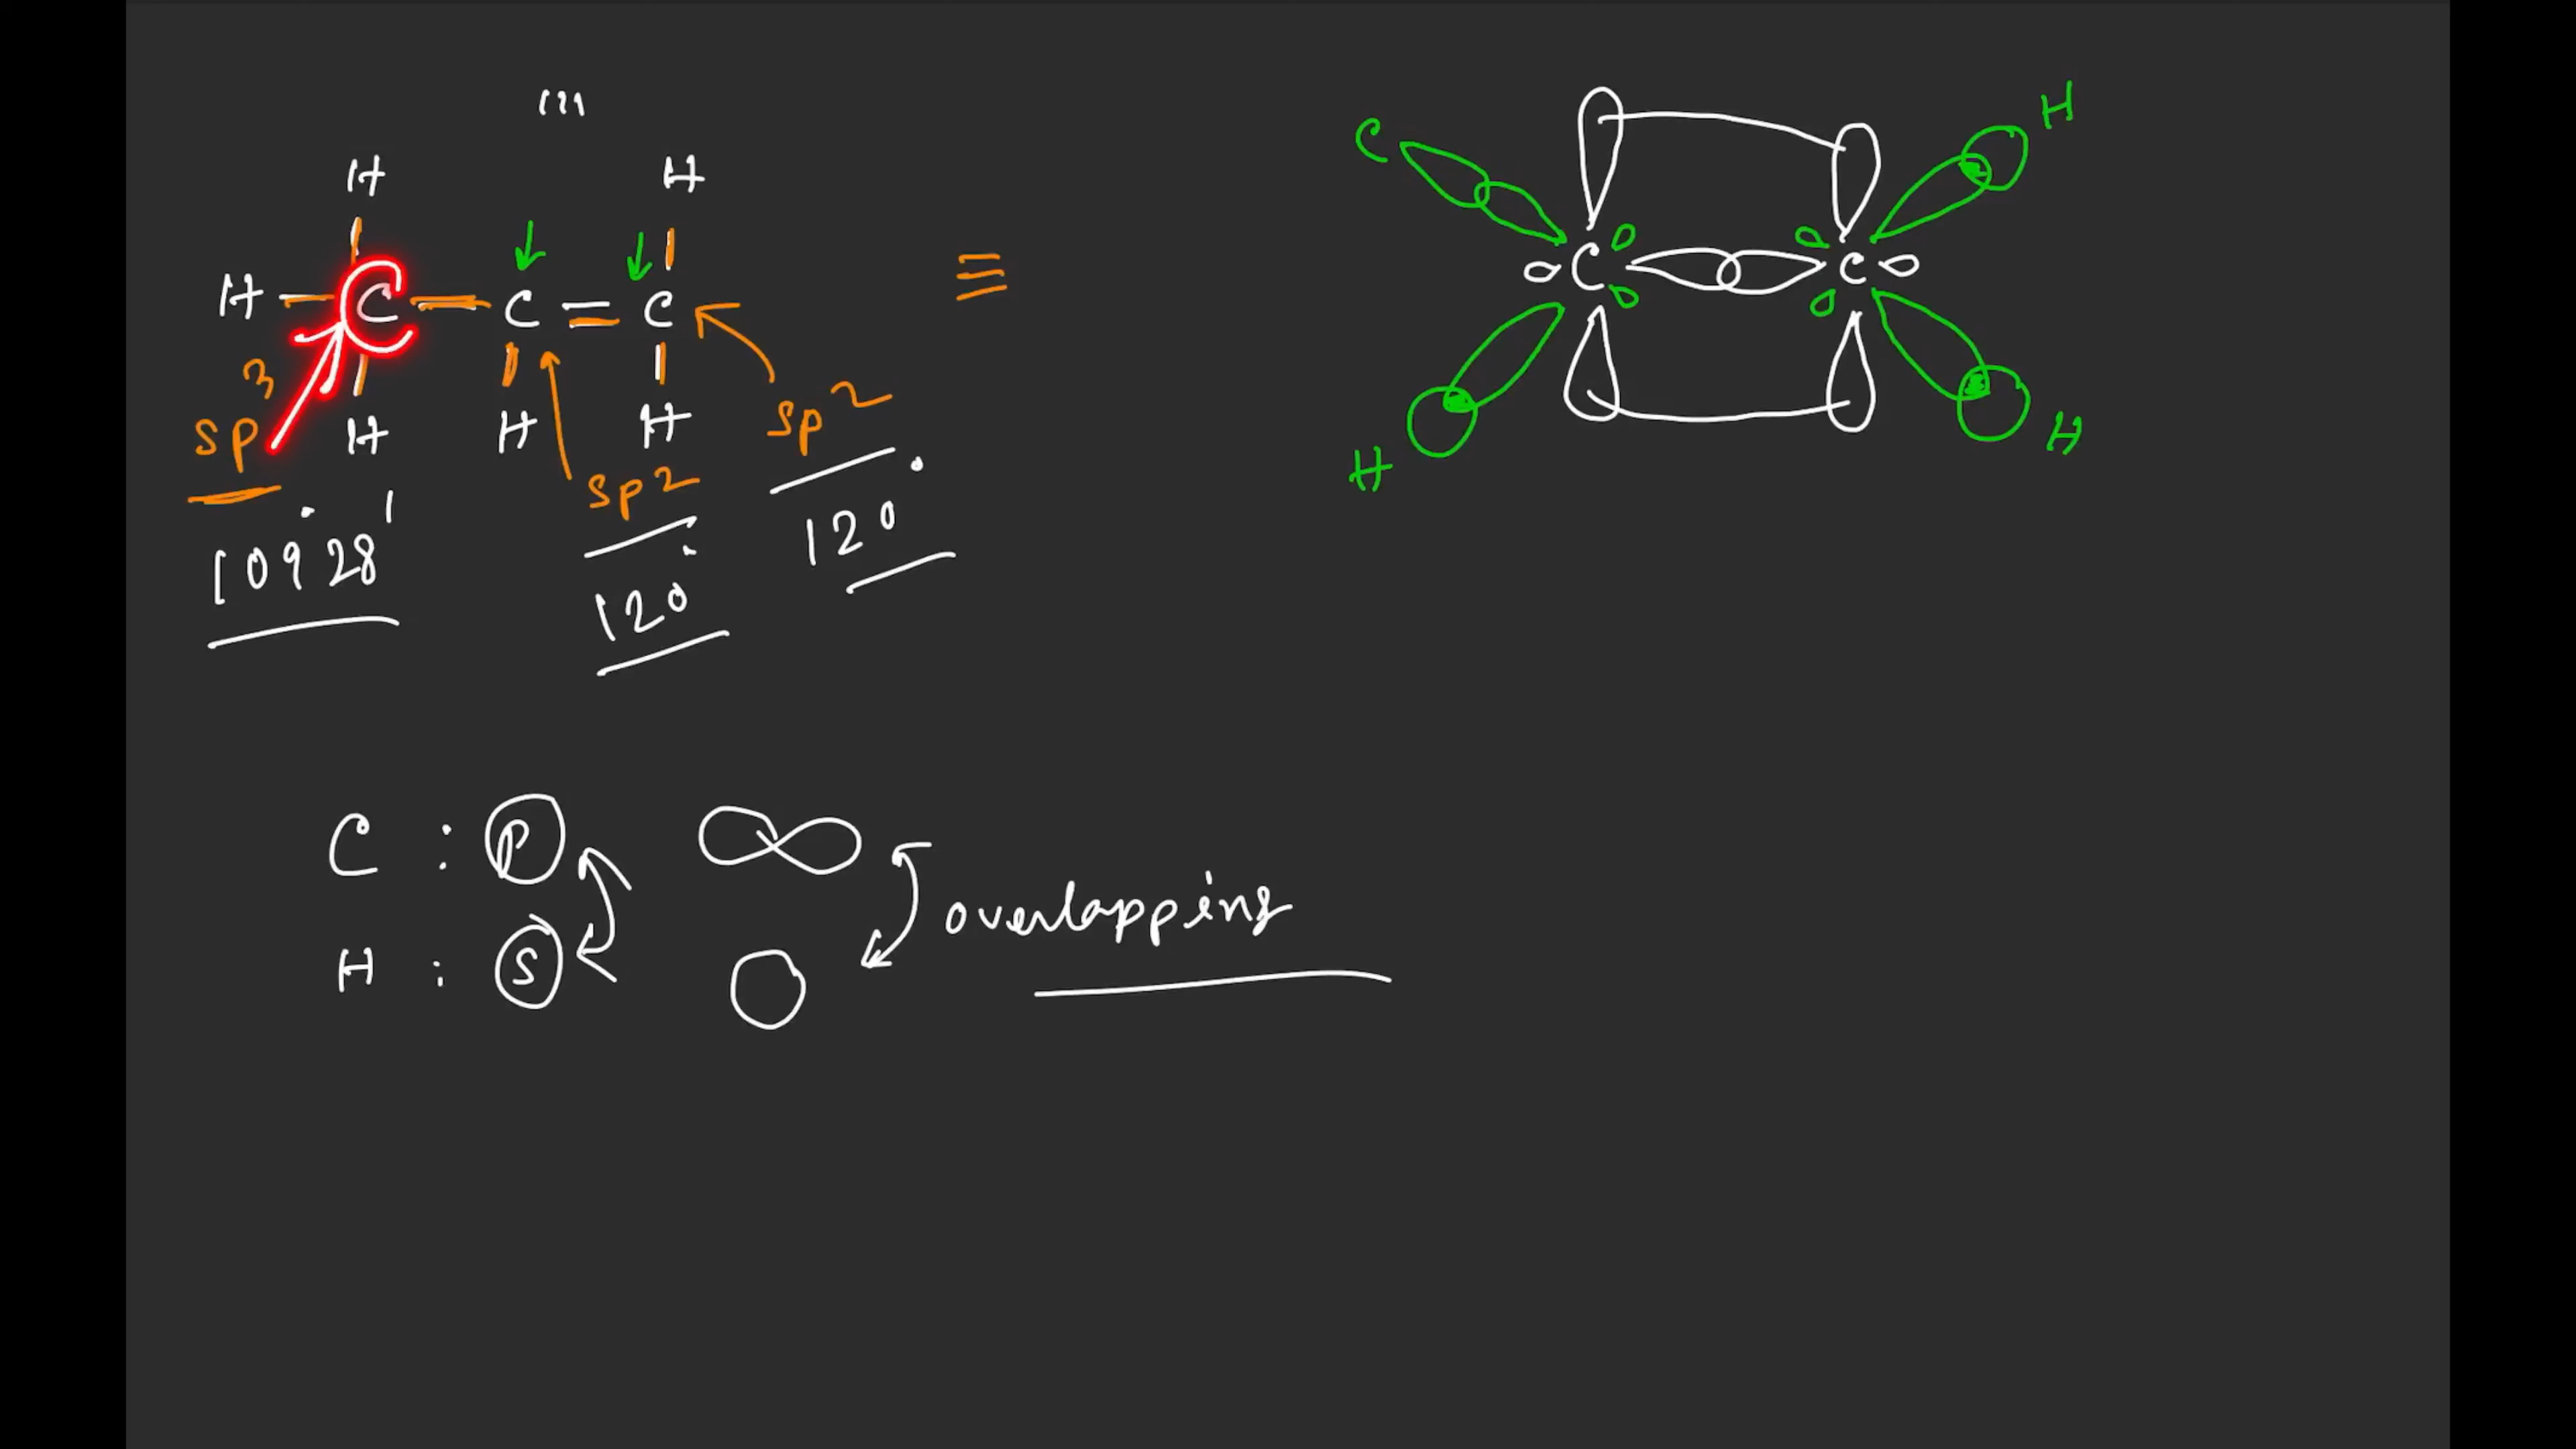 H H
H - C - C = C
H H H
≡
sp3
sp2
sp2
109°28'
120°
120°
C H
C C
H H
C : P
overlapping
H : S